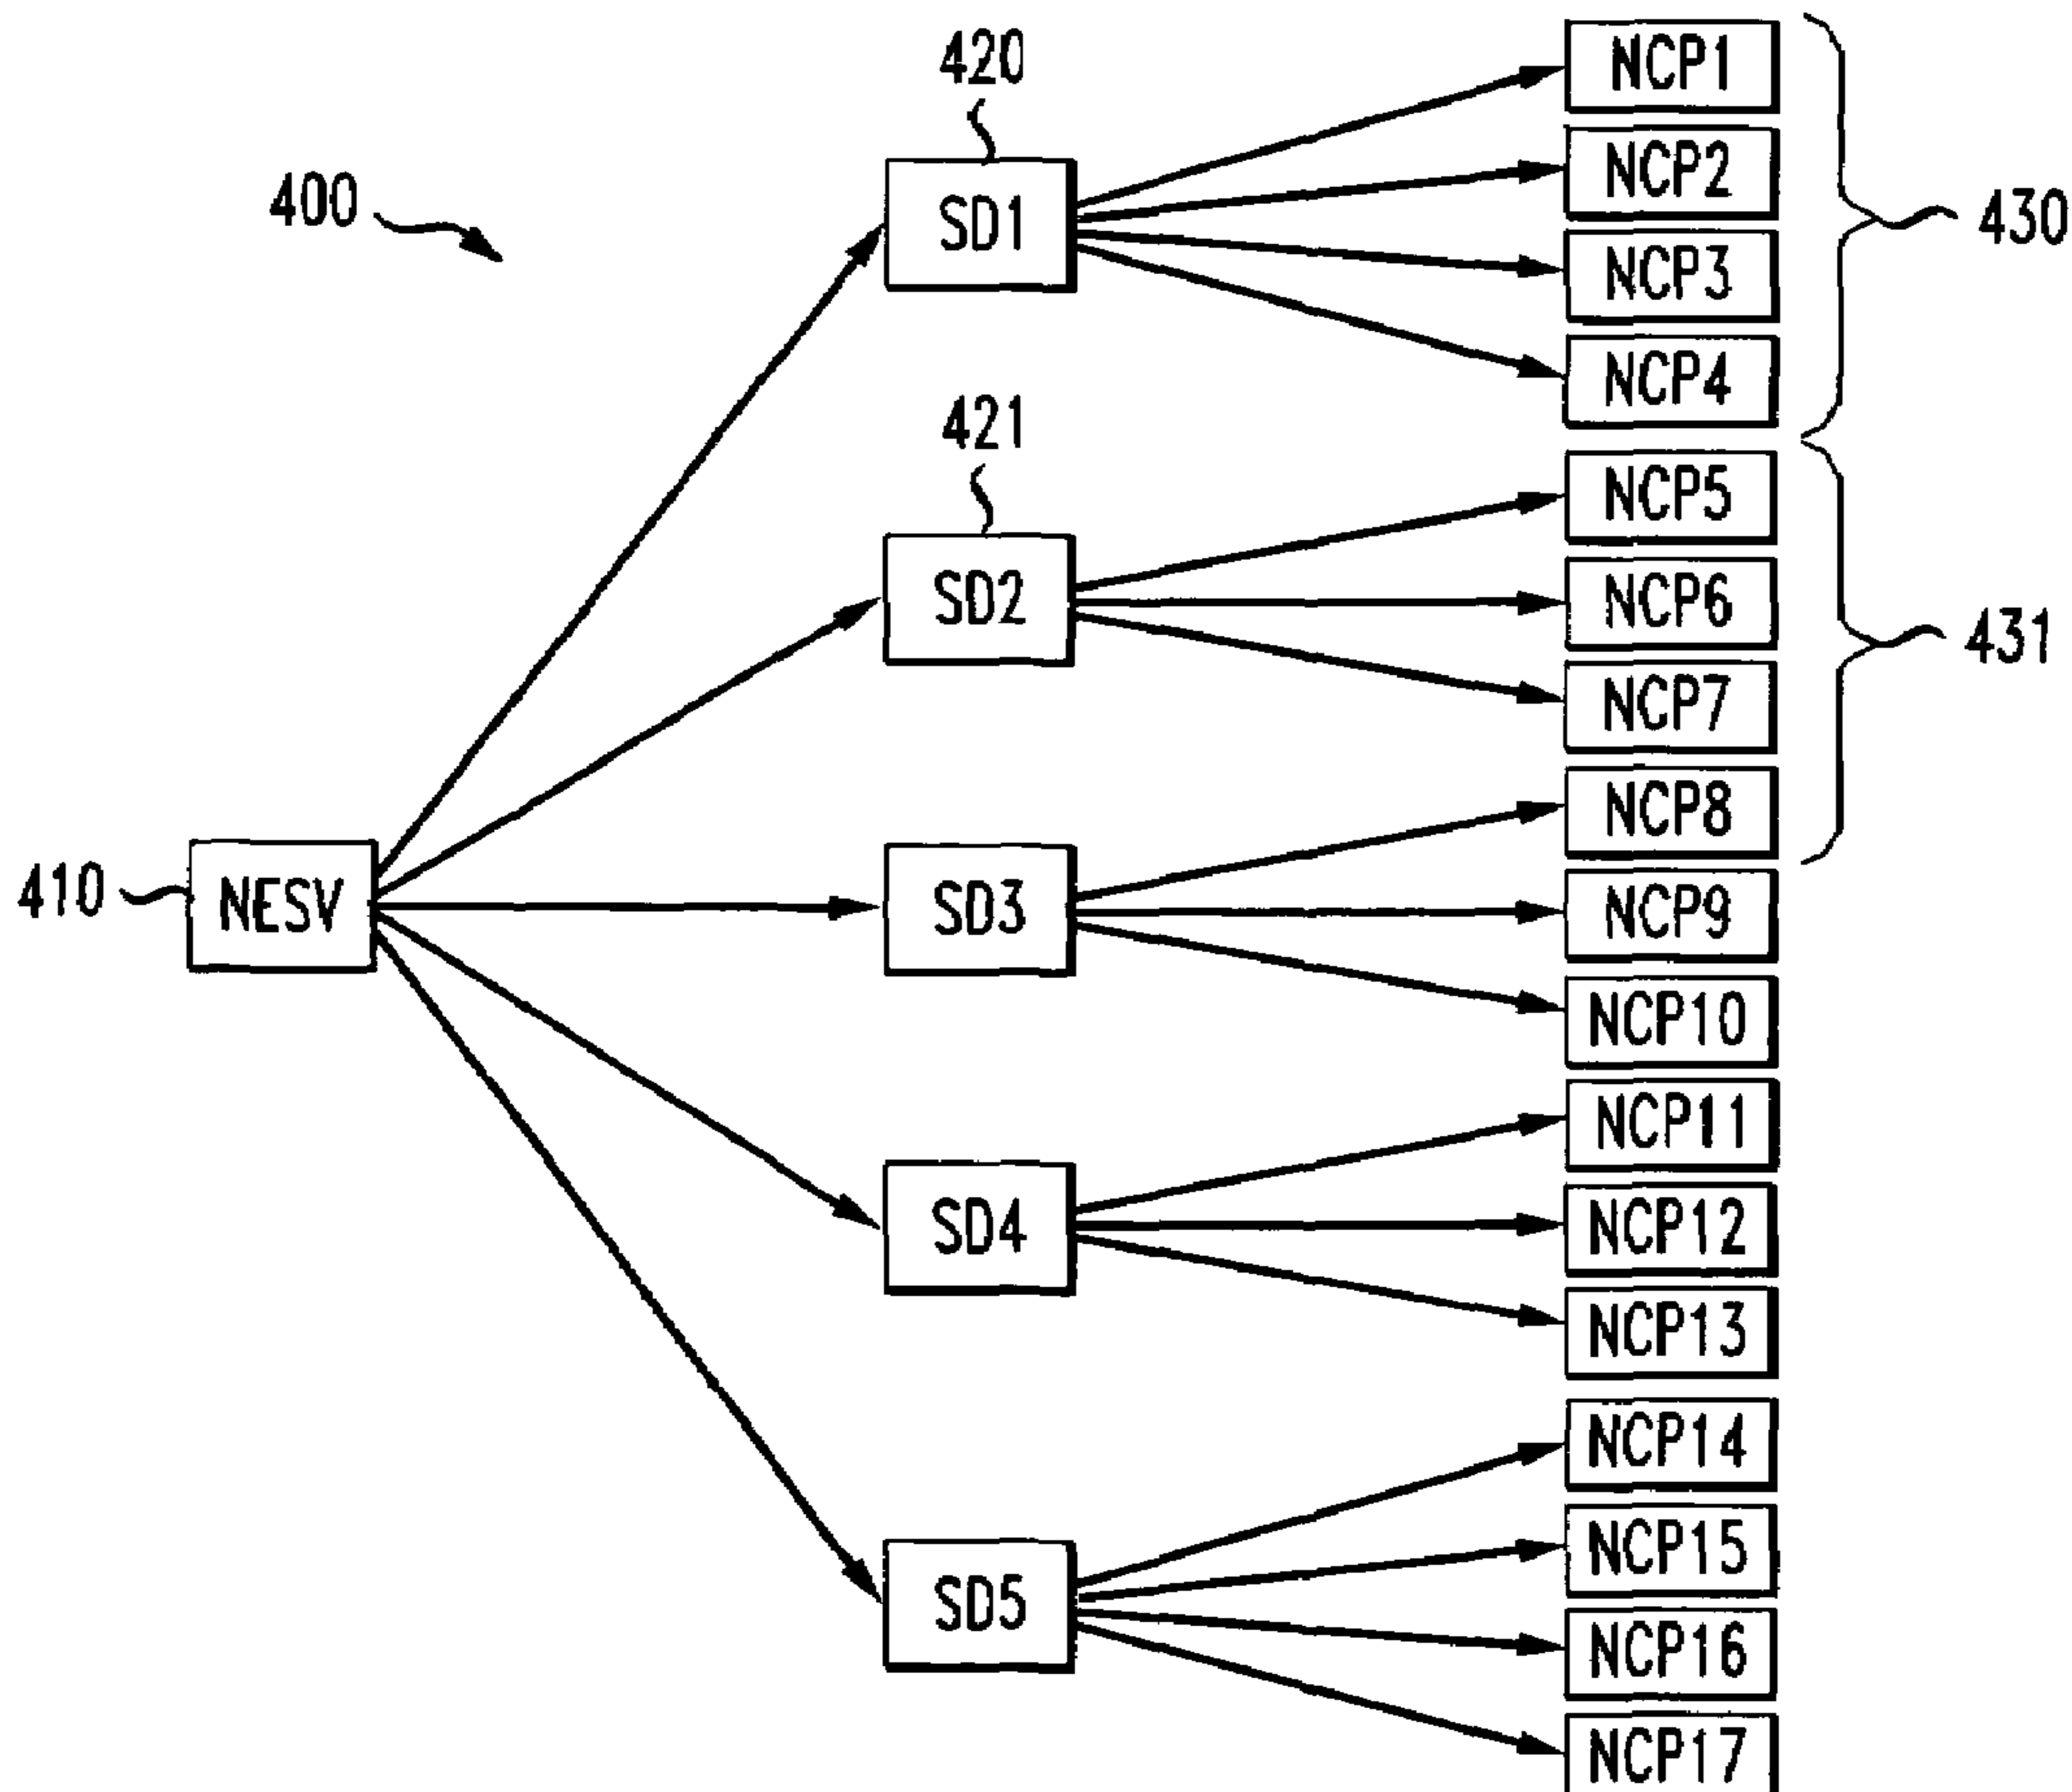 420
400
SD1
NCP1
NCP2
NCP3
NCP4
430
421
SD2
NCP5
NCP6
NCP7
431
410
NESV
SD3
NCP8
NCP9
NCP10
SD4
NCP11
NCP12
NCP13
SD5
NCP14
NCP15
NCP16
NCP17